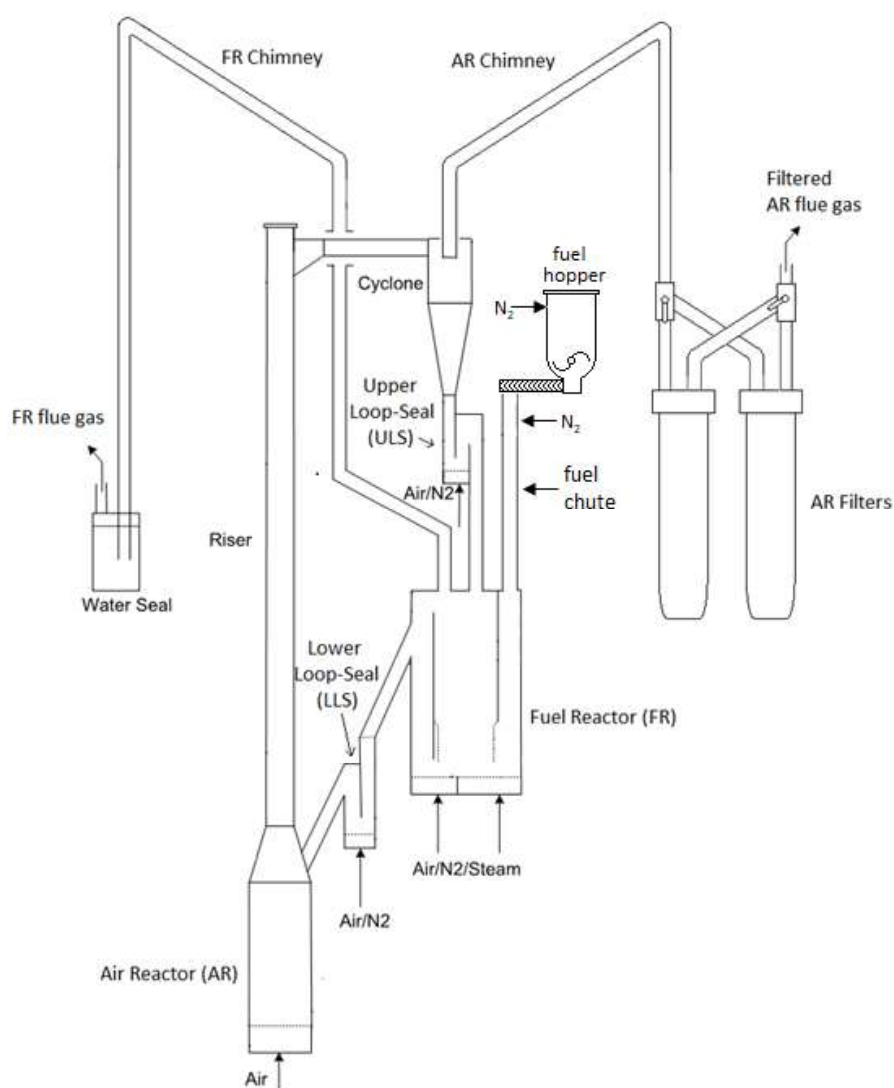 FR Chimney
AR Chimney
Filtered
AR flue gas
fuel
hopper
Cyclone
N₂
Upper
Loop-Seal
(ULS)
FR flue gas
N₂
Air/N2
fuel
chute
AR Filters
Riser
Water Seal
Lower
Loop-Seal
(LLS)
Fuel Reactor (FR)
Air/N2/Steam
Air/N2
Air Reactor (AR)
Air